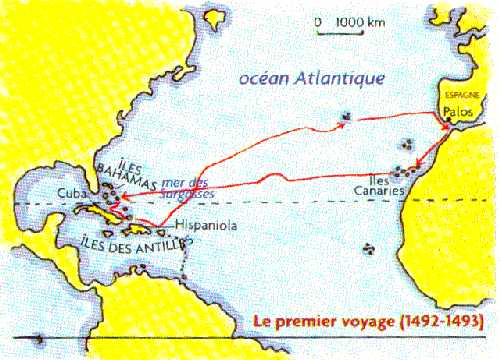 0 1000 km
océan Atlantique
ESPAGNE
Palos
ÎLES
BAHAMAS
mer des
Sargasses
Îles
Canaries
Cuba
Hispaniola
ÎLES DES ANTILL
Le premier voyage (1492-1493)